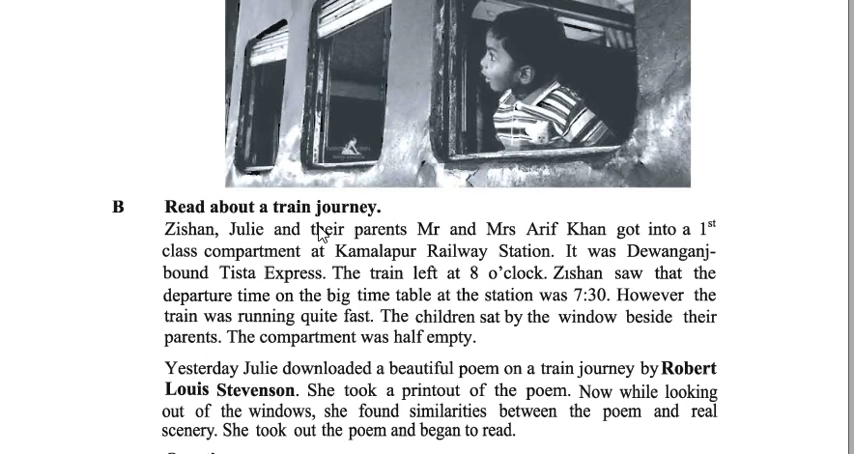 B Read about a train journey.
Zishan, Julie and their parents Mr and Mrs Arif Khan got into a 1st
class compartment at Kamalapur Railway Station. It was Dewanganj-
bound Tista Express. The train left at 8 o’clock. Zishan saw that the
departure time on the big time table at the station was 7:30. However the
train was running quite fast. The children sat by the window beside their
parents. The compartment was half empty.
Yesterday Julie downloaded a beautiful poem on a train journey by Robert
Louis Stevenson. She took a printout of the poem. Now while looking
out of the windows, she found similarities between the poem and real
scenery. She took out the poem and began to read.